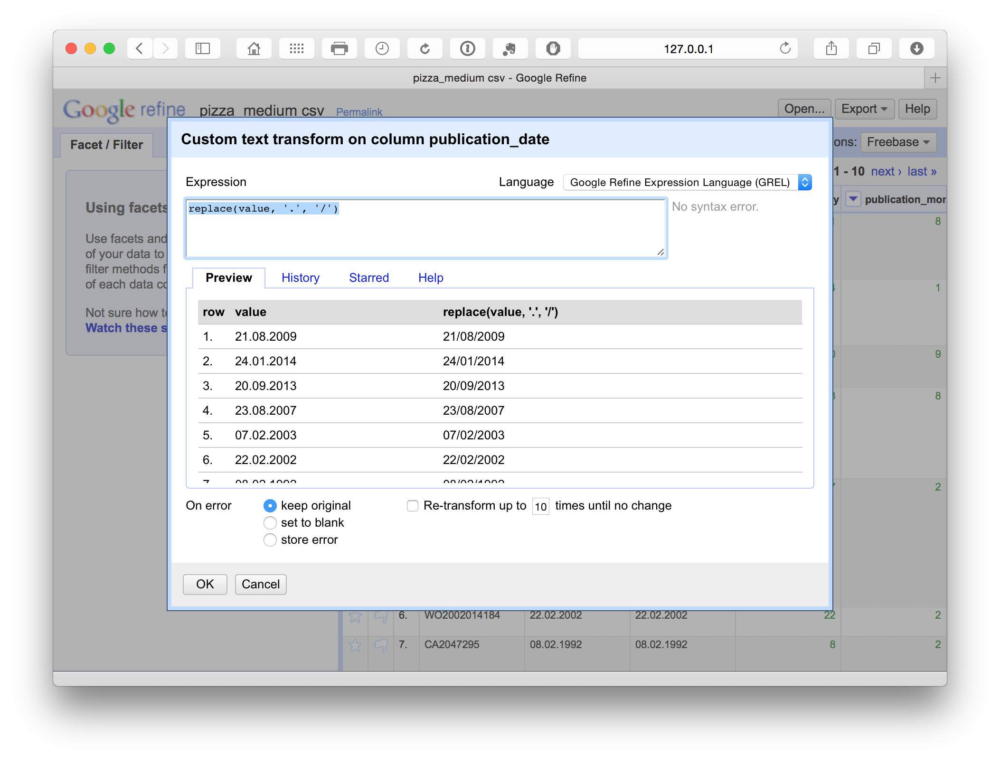 127.0.0.1
pizza_medium csv - Google Refine
Google refine pizza_medium csv Permalink
Open... Export Help
Facet / Filter
ons: Freebase
1 - 10 next › last »
Using facets
Use facets and
of your data to
filter methods f
of each data co
Not sure how to
Watch these s
y publication_mor
8
1
9
8
2
Custom text transform on column publication_date
Expression
Language Google Refine Expression Language (GREL)
replace(value, '.', '/')
No syntax error.
Preview History Starred Help
row value replace(value, '.', '/')
1. 21.08.2009 21/08/2009
2. 24.01.2014 24/01/2014
3. 20.09.2013 20/09/2013
4. 23.08.2007 23/08/2007
5. 07.02.2003 07/02/2003
6. 22.02.2002 22/02/2002
7. 08.02.1992 08/02/1992
On error keep original Re-transform up to 10 times until no change
set to blank
store error
OK Cancel
6. WO2002014184 22.02.2002 22.02.2002 22 2
7. CA2047295 08.02.1992 08.02.1992 8 2